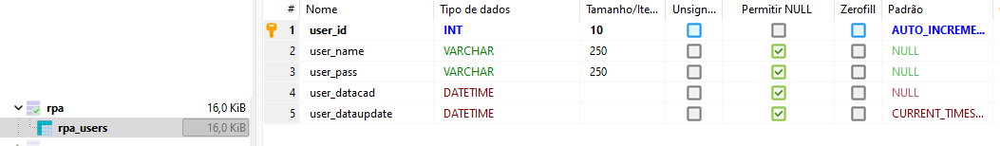 # Nome Tipo de dados Tamanho/Ite... Unsign... Permitir NULL Zerofill Padrão
1 user_id INT 10 AUTO_INCREME...
2 user_name VARCHAR 250 NULL
3 user_pass VARCHAR 250 NULL
4 user_datacad DATETIME NULL
rpa 16,0 KiB
5 user_dataupdate DATETIME CURRENT_TIMES...
rpa_users 16,0 KiB